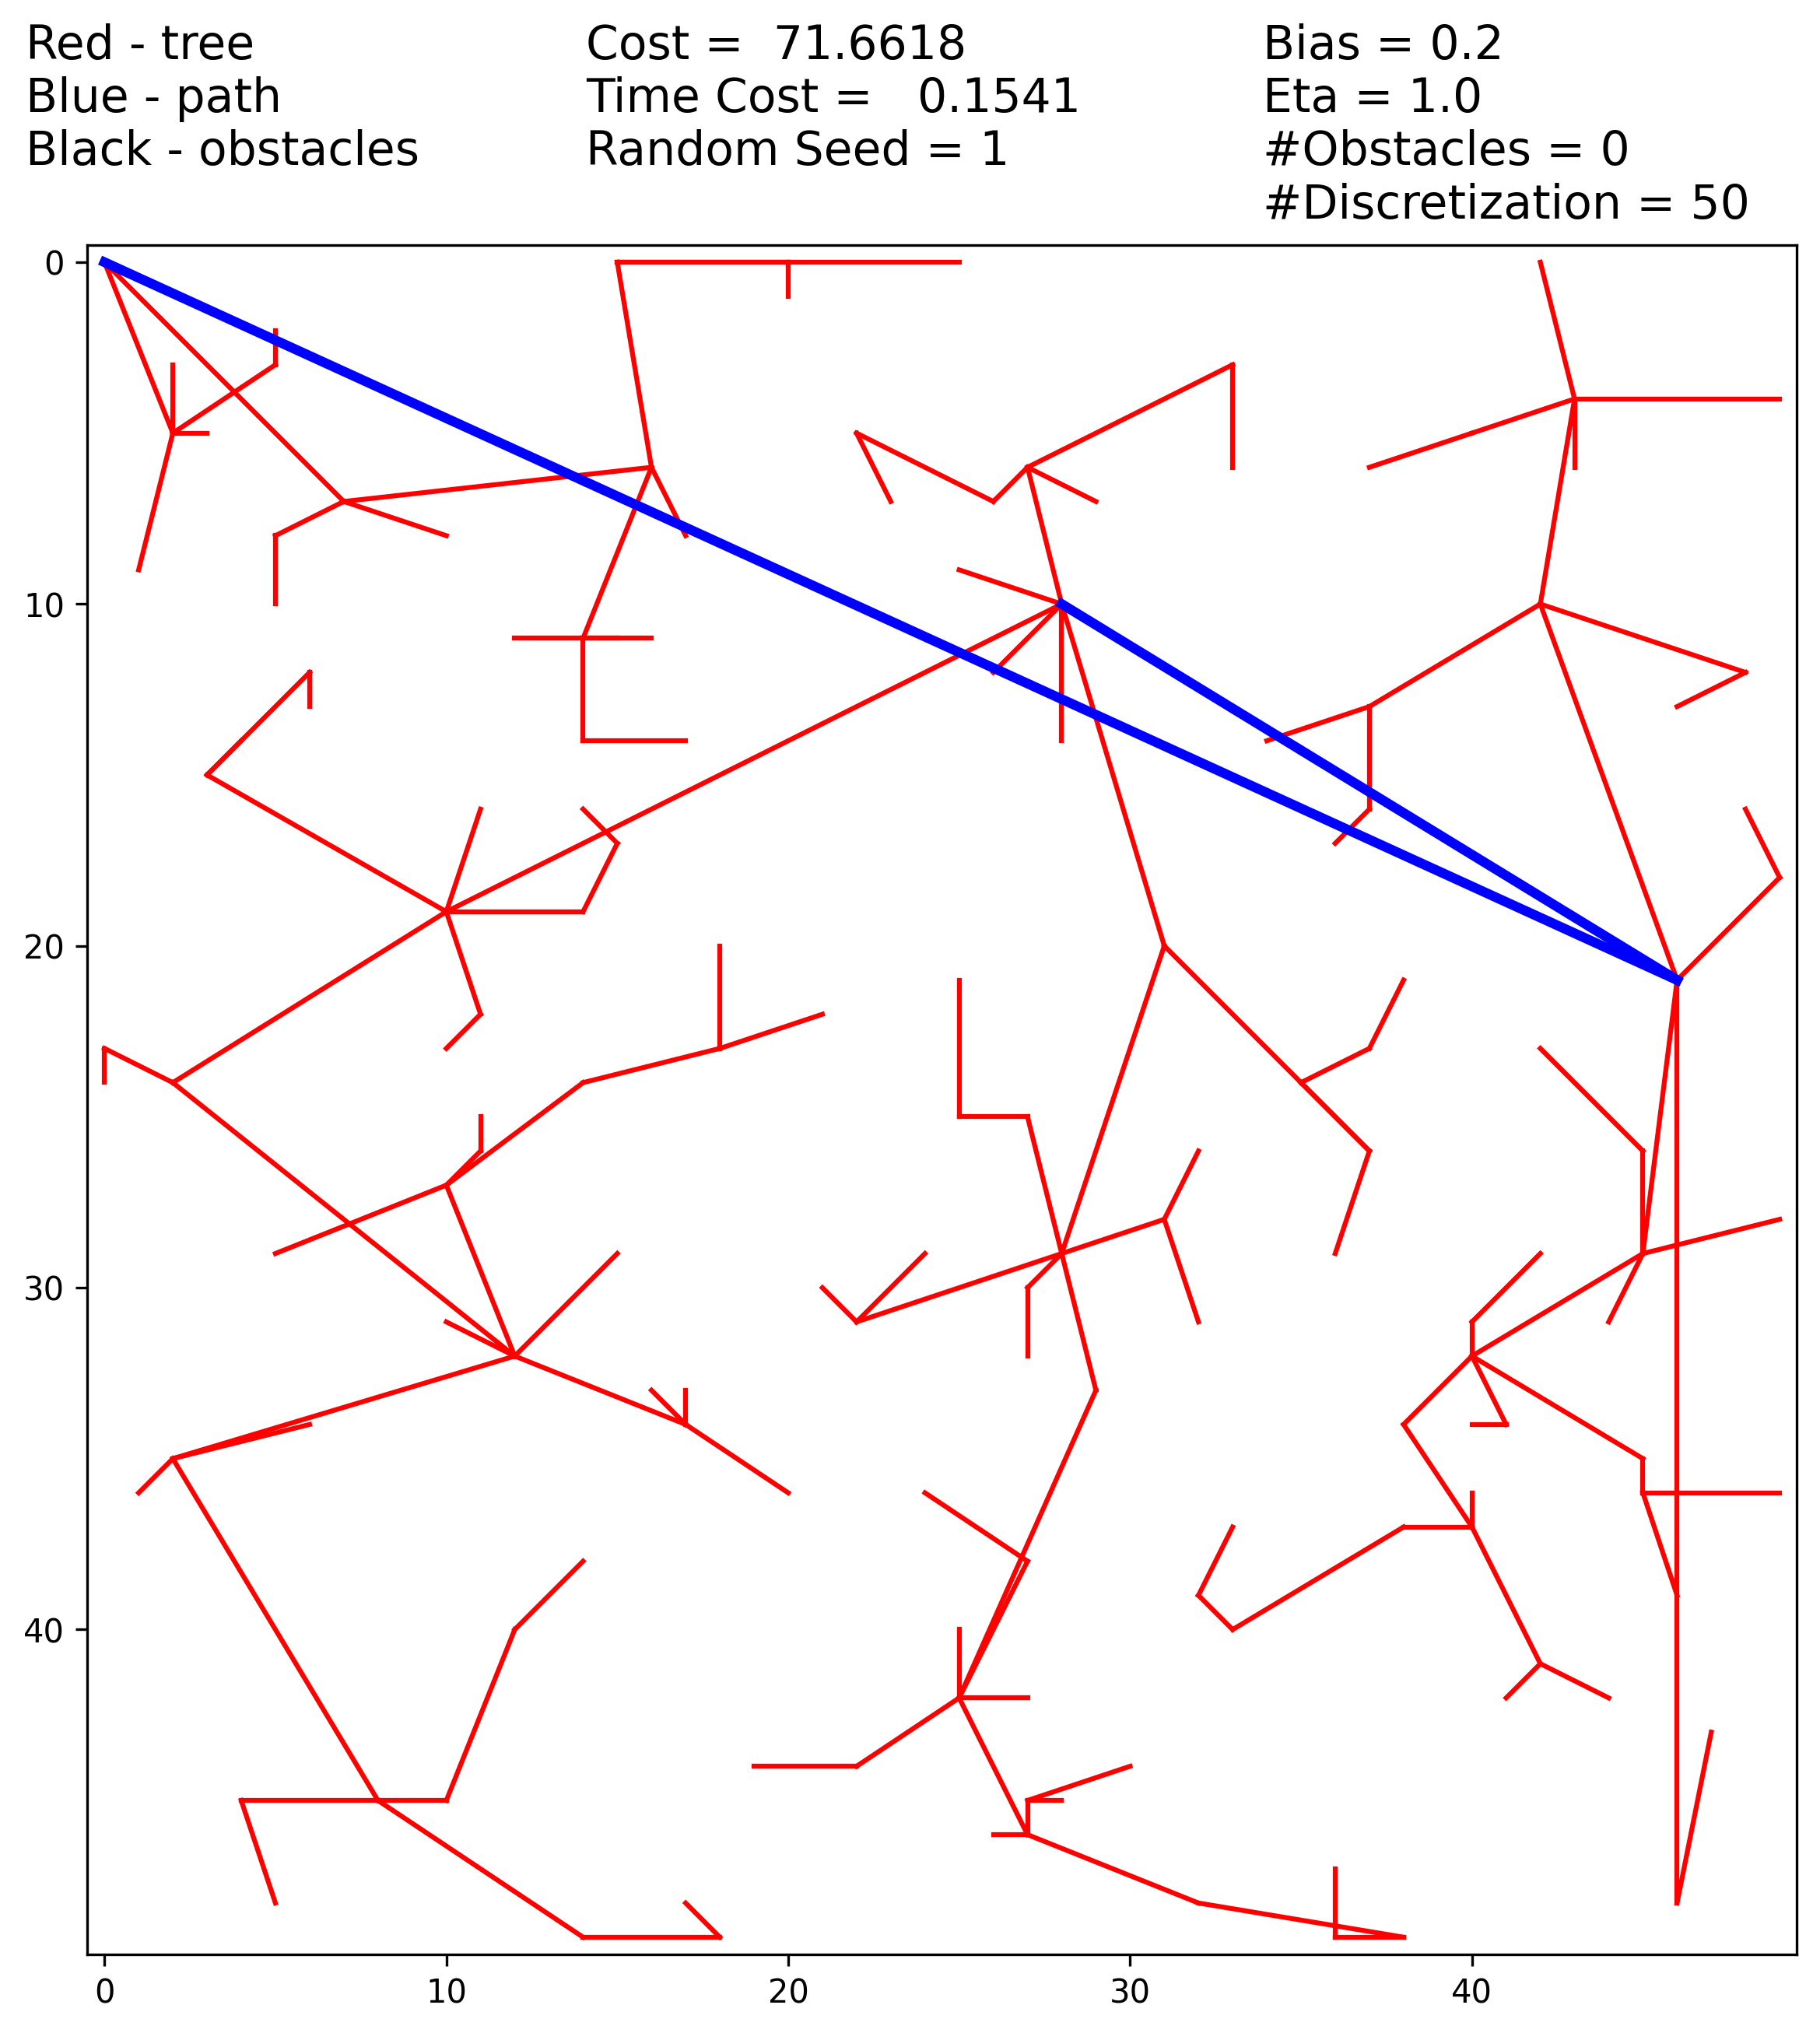 Red - tree
Blue - path
Black - obstacles
Cost = 71.6618
Time Cost = 0.1541
Random Seed = 1
Bias = 0.2
Eta = 1.0
#Obstacles = 0
#Discretization = 50
0
10
20
30
40
0 10 20 30 40